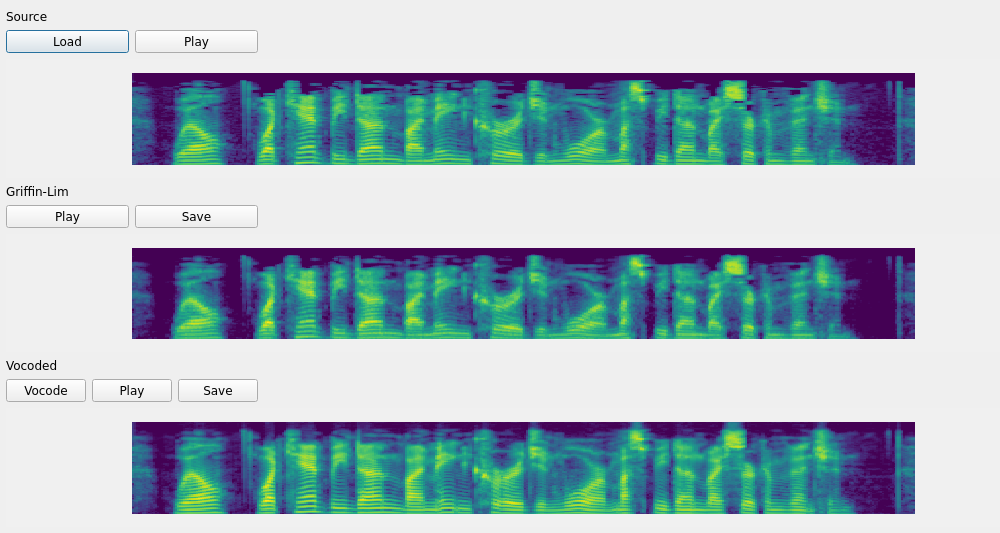 Source
Load Play
Griffin-Lim
Play Save
Vocoded
Vocode Play Save